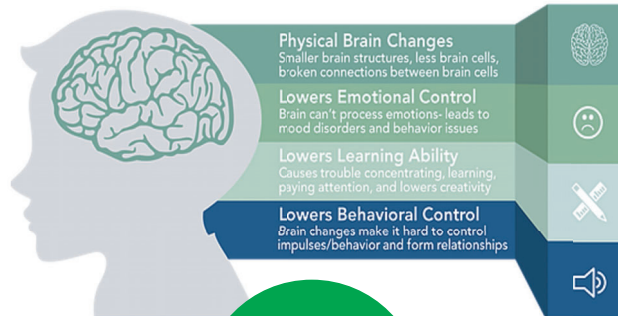 Physical Brain Changes
Smaller brain structures, less brain cells,
broken connections between brain cells
Lowers Emotional Control
Brain can't process emotions- leads to
mood disorders and behavior issues
Lowers Learning Ability
Causes trouble concentrating, learning,
paying attention, and lowers creativity
Lowers Behavioral Control
Brain changes make it hard to control
impulses/behavior and form relationships